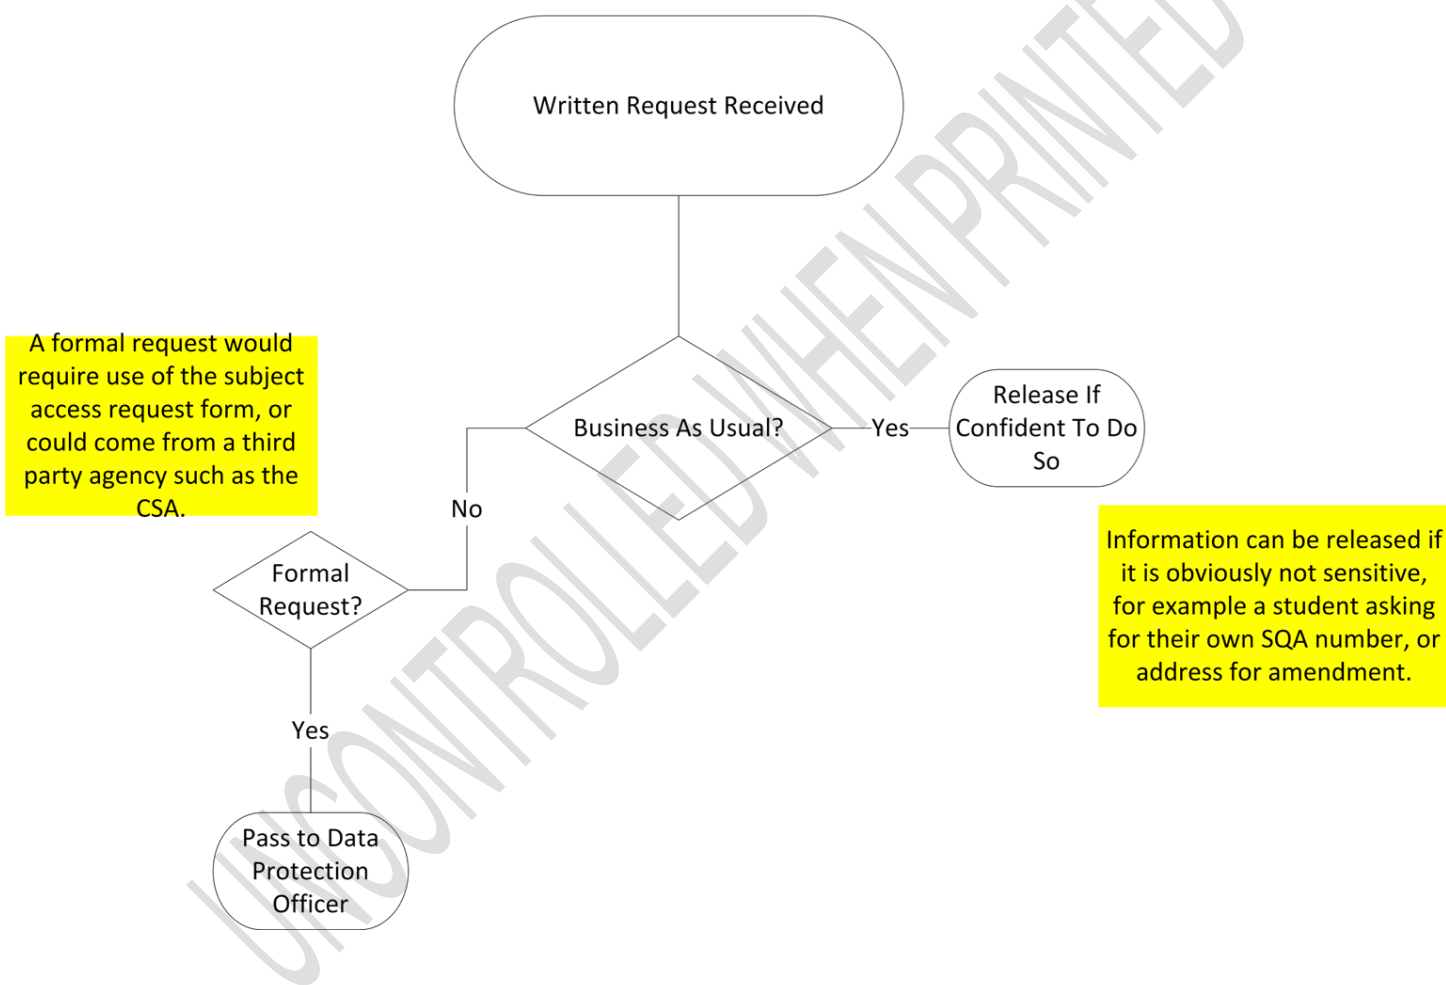 Written Request Received
A formal request would
require use of the subject
access request form, or
could come from a third
party agency such as the
CSA.
Business As Usual?
Yes
Release If
Confident To Do
So
No
Information can be released if
it is obviously not sensitive,
for example a student asking
for their own SQA number, or
address for amendment.
Formal
Request?
Yes
Pass to Data
Protection
Officer
UNCONTROLLED WHEN PRINTED